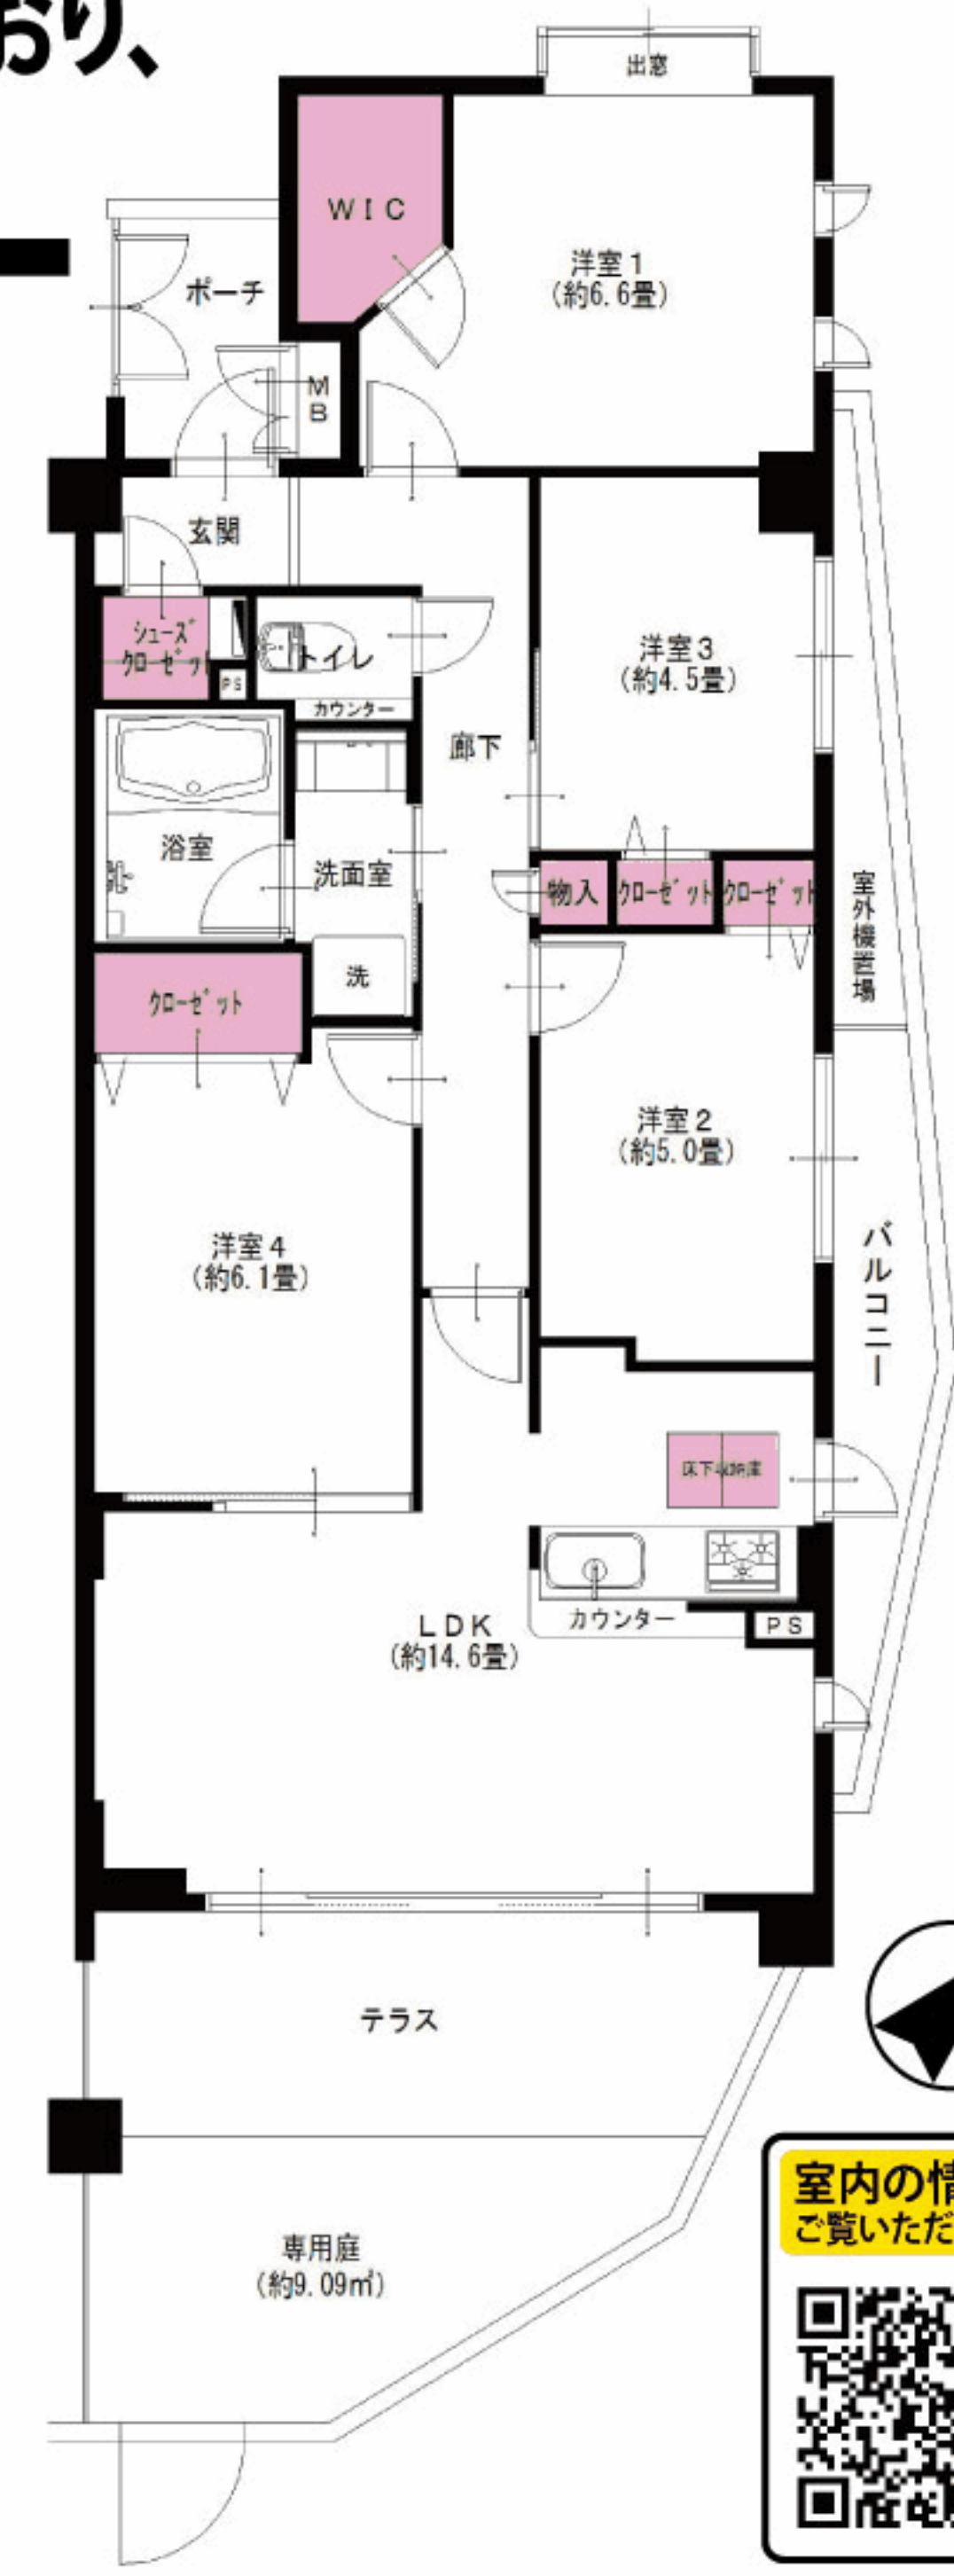 おり、
出窓
WIC
洋室1
(約6.6畳)
ポーチ
MB
玄関
シューズ
クローゼット
PS
トイレ
カウンター
洋室3
(約4.5畳)
廊下
浴室
洗面室
物入
クローゼット
クローゼット
室外機置場
洗
クローゼット
洋室2
(約5.0畳)
バルコニー
洋室4
(約6.1畳)
床下収納庫
カウンター
PS
LDK
(約14.6畳)
テラス
専用庭
(約9.09㎡)
室内の情
ご覧いただ